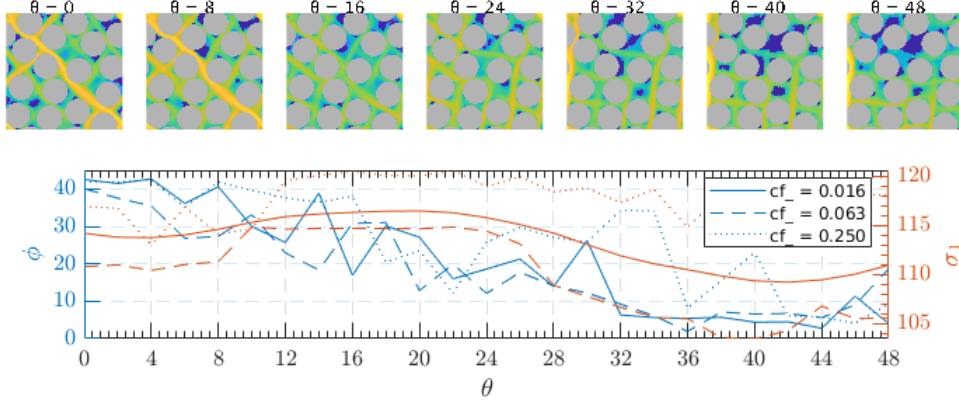 θ − 0 θ − 8 θ − 16 θ − 24 θ − 32 θ − 40 θ − 48
40 120
30 115
20 110
10 105
0
ϕ
σ1
cf_ = 0.016
cf_ = 0.063
cf_ = 0.250
0 4 8 12 16 20 24 28 32 36 40 44 48
θ